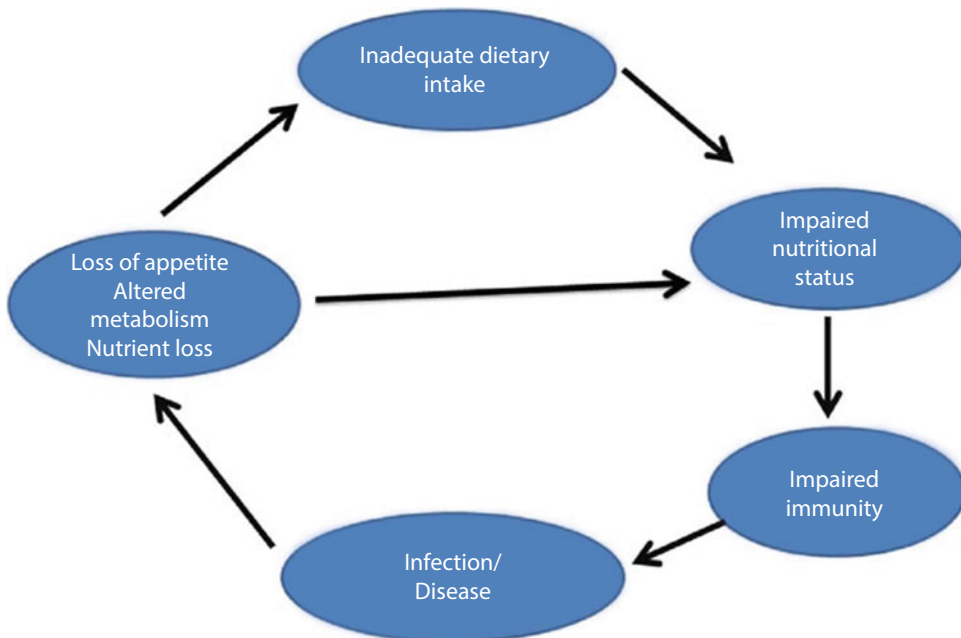 Inadequate dietary
intake
Impaired
nutritional
status
Loss of appetite
Altered
metabolism
Nutrient loss
Impaired
immunity
Infection/
Disease